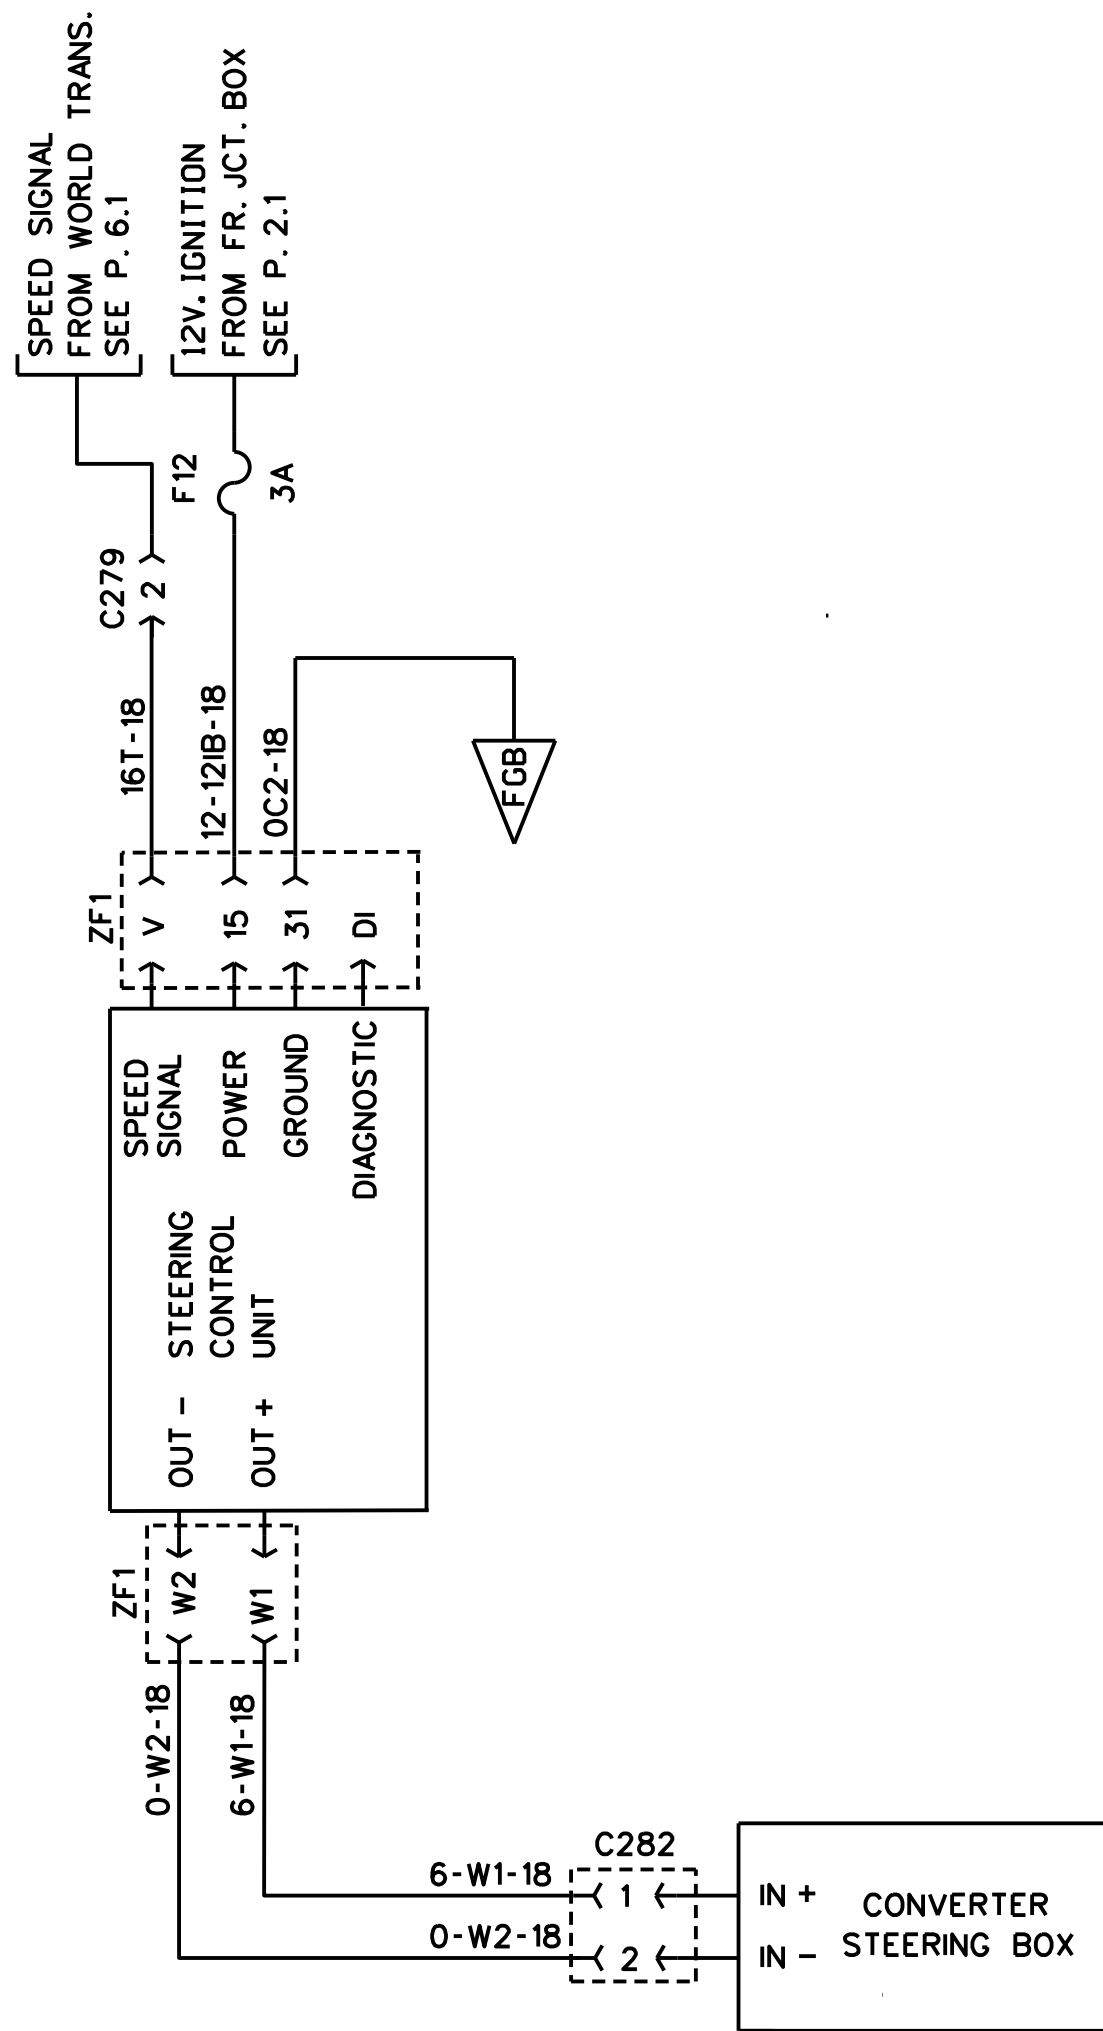 SPEED SIGNAL
FROM WORLD TRANS.
SEE P. 6.1
12V. IGNITION
FROM FR. JCT. BOX
SEE P. 2.1
F12
3A
C279
2
16T-18
12-12IB-18
0C2-18
FGB
ZF1
V
15
31
DI
SPEED
SIGNAL
POWER
GROUND
DIAGNOSTIC
STEERING
CONTROL
UNIT
OUT -
OUT +
ZF1
W2
W1
0-W2-18
6-W1-18
C282
6-W1-18
1
IN +
0-W2-18
2
IN -
CONVERTER
STEERING BOX